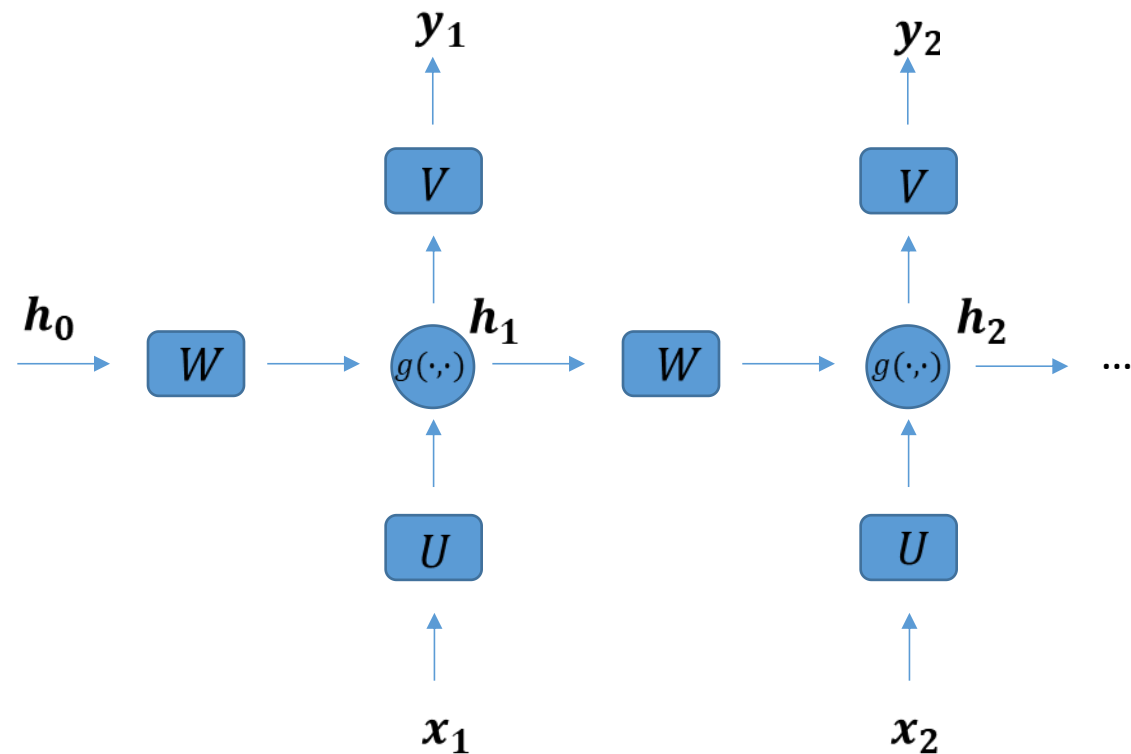 y₁ y₂
V V
h₀ W g(·,·) h₁ W g(·,·) h₂ ...
U U
x₁ x₂